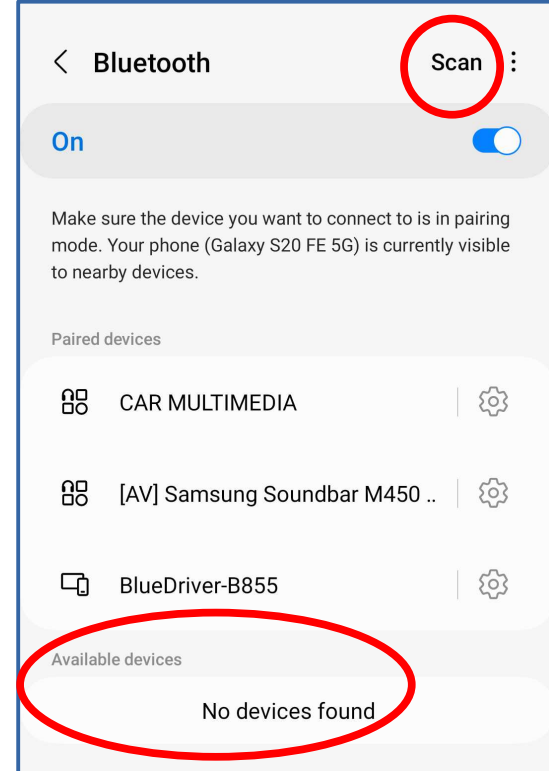 Bluetooth
Scan
On
Make sure the device you want to connect to is in pairing
mode. Your phone (Galaxy S20 FE 5G) is currently visible
to nearby devices.
Paired devices
CAR MULTIMEDIA
[AV] Samsung Soundbar M450 ..
BlueDriver-B855
Available devices
No devices found